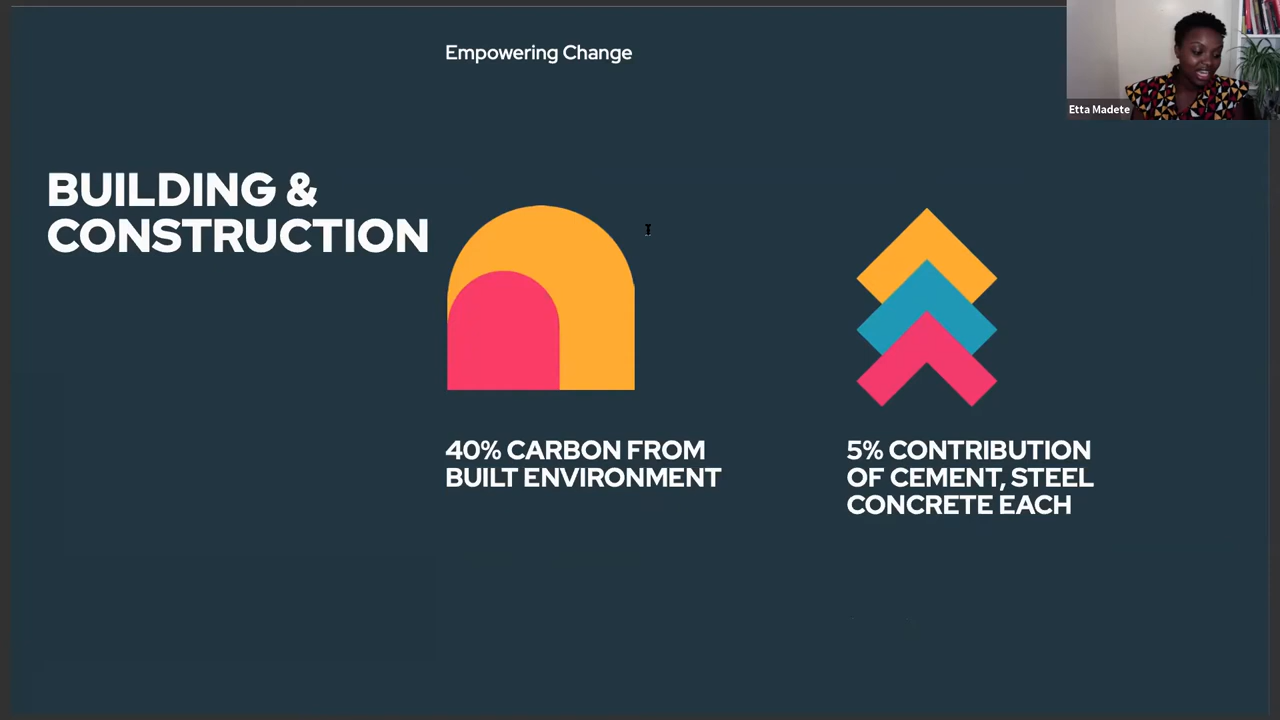 Empowering Change
Etta Madete
BUILDING &
CONSTRUCTION
40% CARBON FROM
BUILT ENVIRONMENT
5% CONTRIBUTION
OF CEMENT, STEEL
CONCRETE EACH